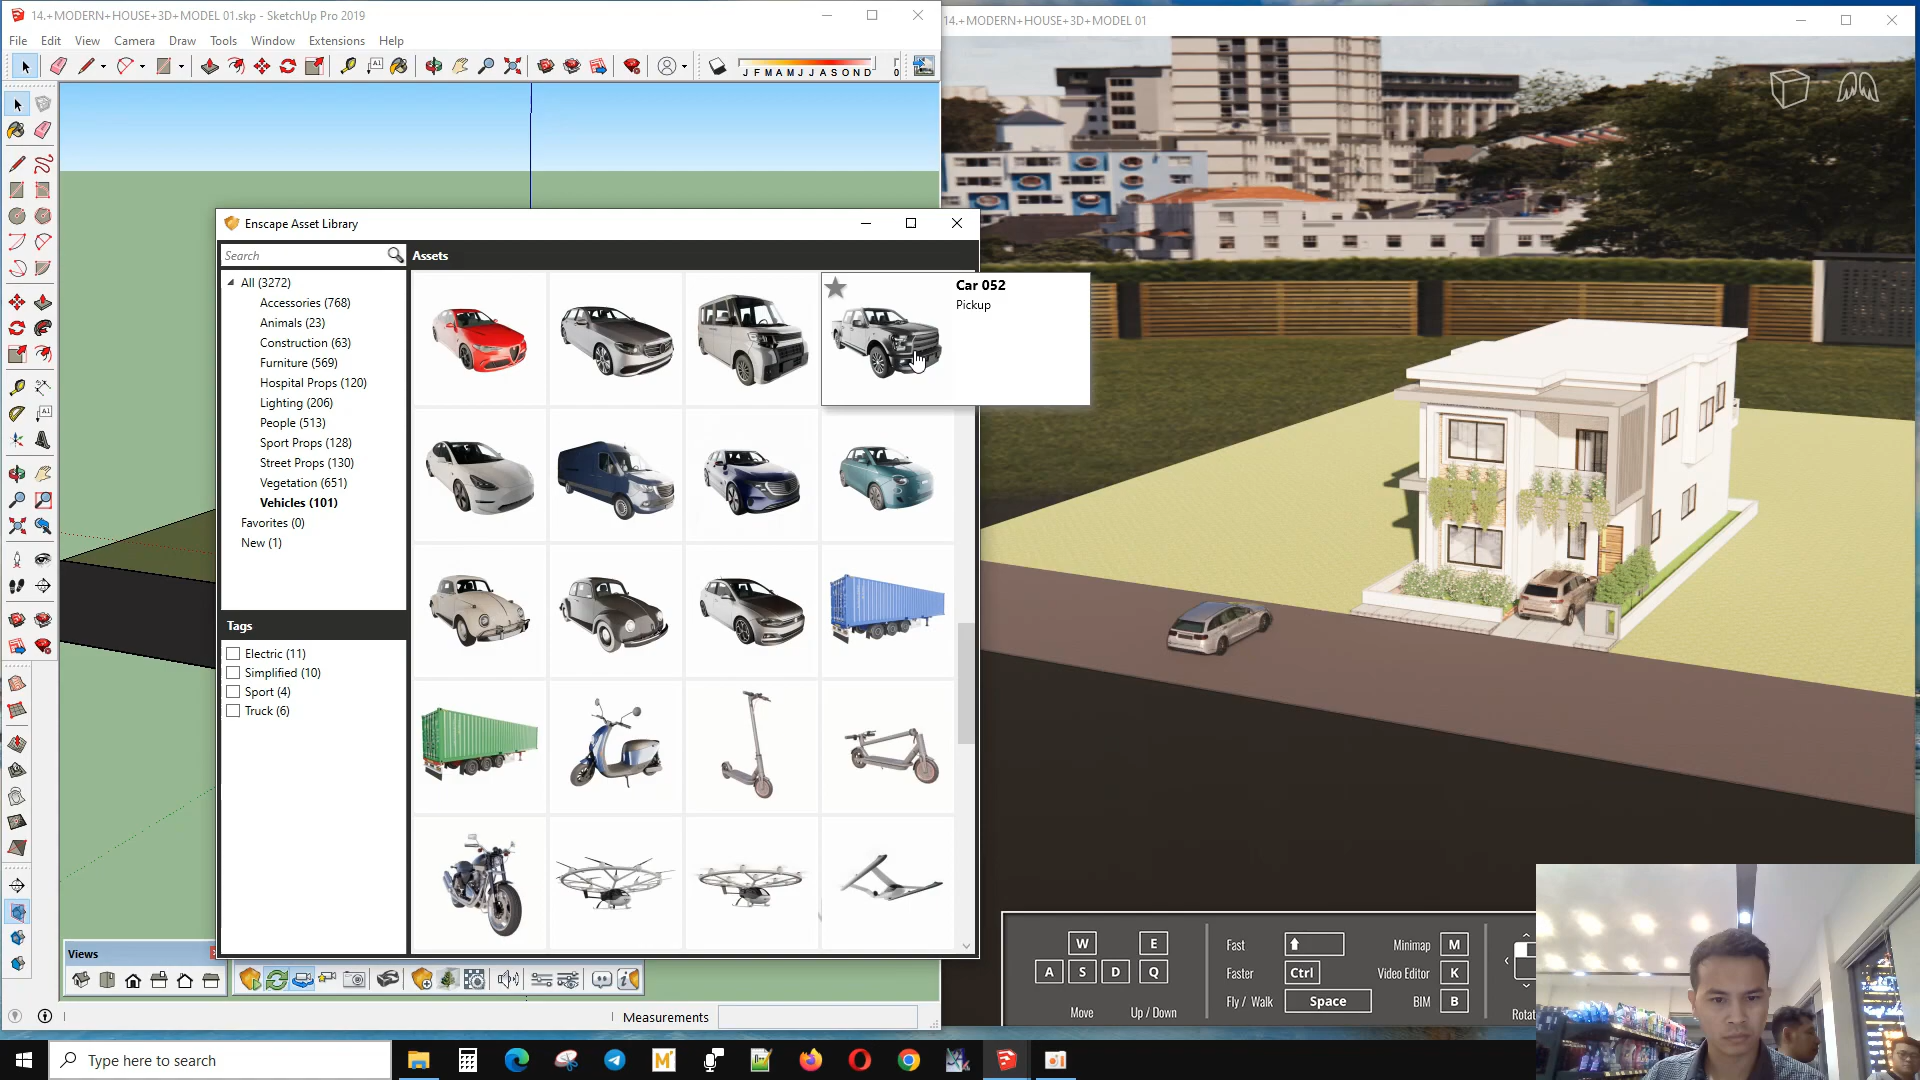 14.+MODERN+HOUSE+3D+MODEL 01.skp - SketchUp Pro 2019
File Edit View Camera Draw Tools Window Extensions Help
J F M A M J J A S O N D
14.+MODERN+HOUSE+3D+MODEL 01
Enscape Asset Library
Search
Assets
All (3272)
Accessories (768)
Animals (23)
Construction (63)
Furniture (569)
Hospital Props (120)
Lighting (206)
People (513)
Sport Props (128)
Street Props (130)
Vegetation (651)
Vehicles (101)
Favorites (0)
New (1)
Car 052
Pickup
Tags
Electric (11)
Simplified (10)
Sport (4)
Truck (6)
Views
Measurements
W E
A S D Q
Move Up / Down
Fast
Faster Ctrl
Fly / Walk Space
Minimap M
Video Editor K
BIM B
Rotat
Type here to search